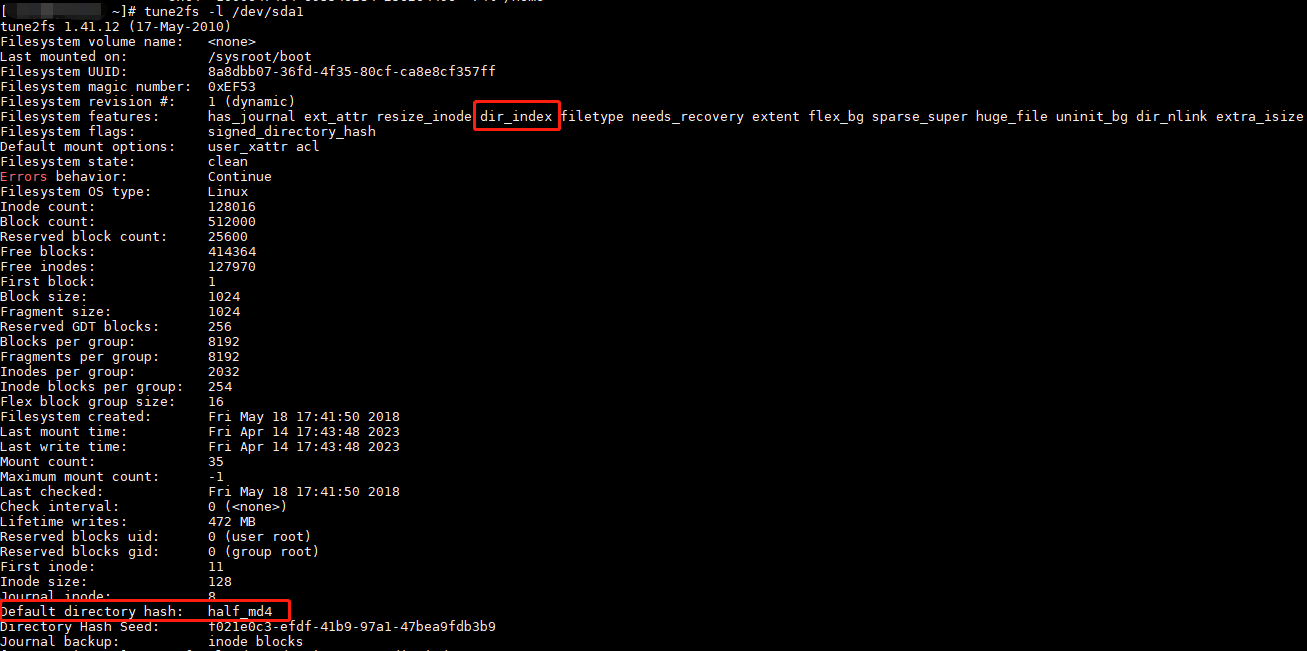 [ ~]# tune2fs -l /dev/sda1
tune2fs 1.41.12 (17-May-2010)
Filesystem volume name:   <none>
Last mounted on:          /sysroot/boot
Filesystem UUID:          8a8dbb07-36fd-4f35-80cf-ca8e8cf357ff
Filesystem magic number:  0xEF53
Filesystem revision #:    1 (dynamic)
Filesystem features:      has_journal ext_attr resize_inode dir_index filetype needs_recovery extent flex_bg sparse_super huge_file uninit_bg dir_nlink extra_isize
Filesystem flags:         signed_directory_hash
Default mount options:    user_xattr acl
Filesystem state:         clean
Errors behavior:          Continue
Filesystem OS type:       Linux
Inode count:              128016
Block count:              512000
Reserved block count:     25600
Free blocks:              414364
Free inodes:              127970
First block:              1
Block size:               1024
Fragment size:            1024
Reserved GDT blocks:      256
Blocks per group:         8192
Fragments per group:      8192
Inodes per group:         2032
Inode blocks per group:   254
Flex block group size:    16
Filesystem created:       Fri May 18 17:41:50 2018
Last mount time:          Fri Apr 14 17:43:48 2023
Last write time:          Fri Apr 14 17:43:48 2023
Mount count:              35
Maximum mount count:      -1
Last checked:             Fri May 18 17:41:50 2018
Check interval:           0 (<none>)
Lifetime writes:          472 MB
Reserved blocks uid:      0 (user root)
Reserved blocks gid:      0 (group root)
First inode:              11
Inode size:               128
Journal inode:            8
Default directory hash:   half_md4
Directory Hash Seed:      f021e0c3-efdf-41b9-97a1-47bea9fdb3b9
Journal backup:           inode blocks